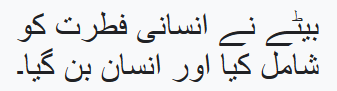 بیٹے نے انسانی فطرت کو
شامل کیا اور انسان بن گیا۔